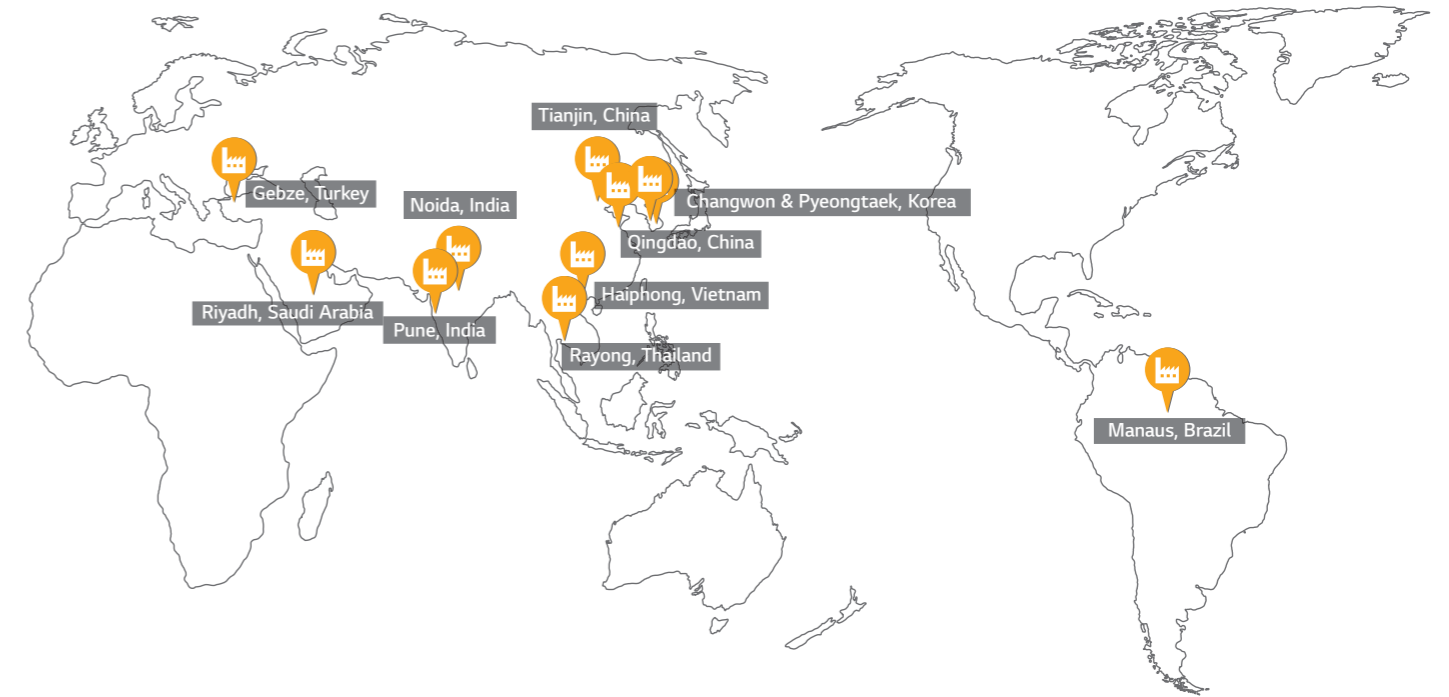 Tianjin, China
Gebze, Turkey
Noida, India
Changwon & Pyeongtaek, Korea
Qingdao, China
Haiphong, Vietnam
Riyadh, Saudi Arabia
Pune, India
Rayong, Thailand
Manaus, Brazil